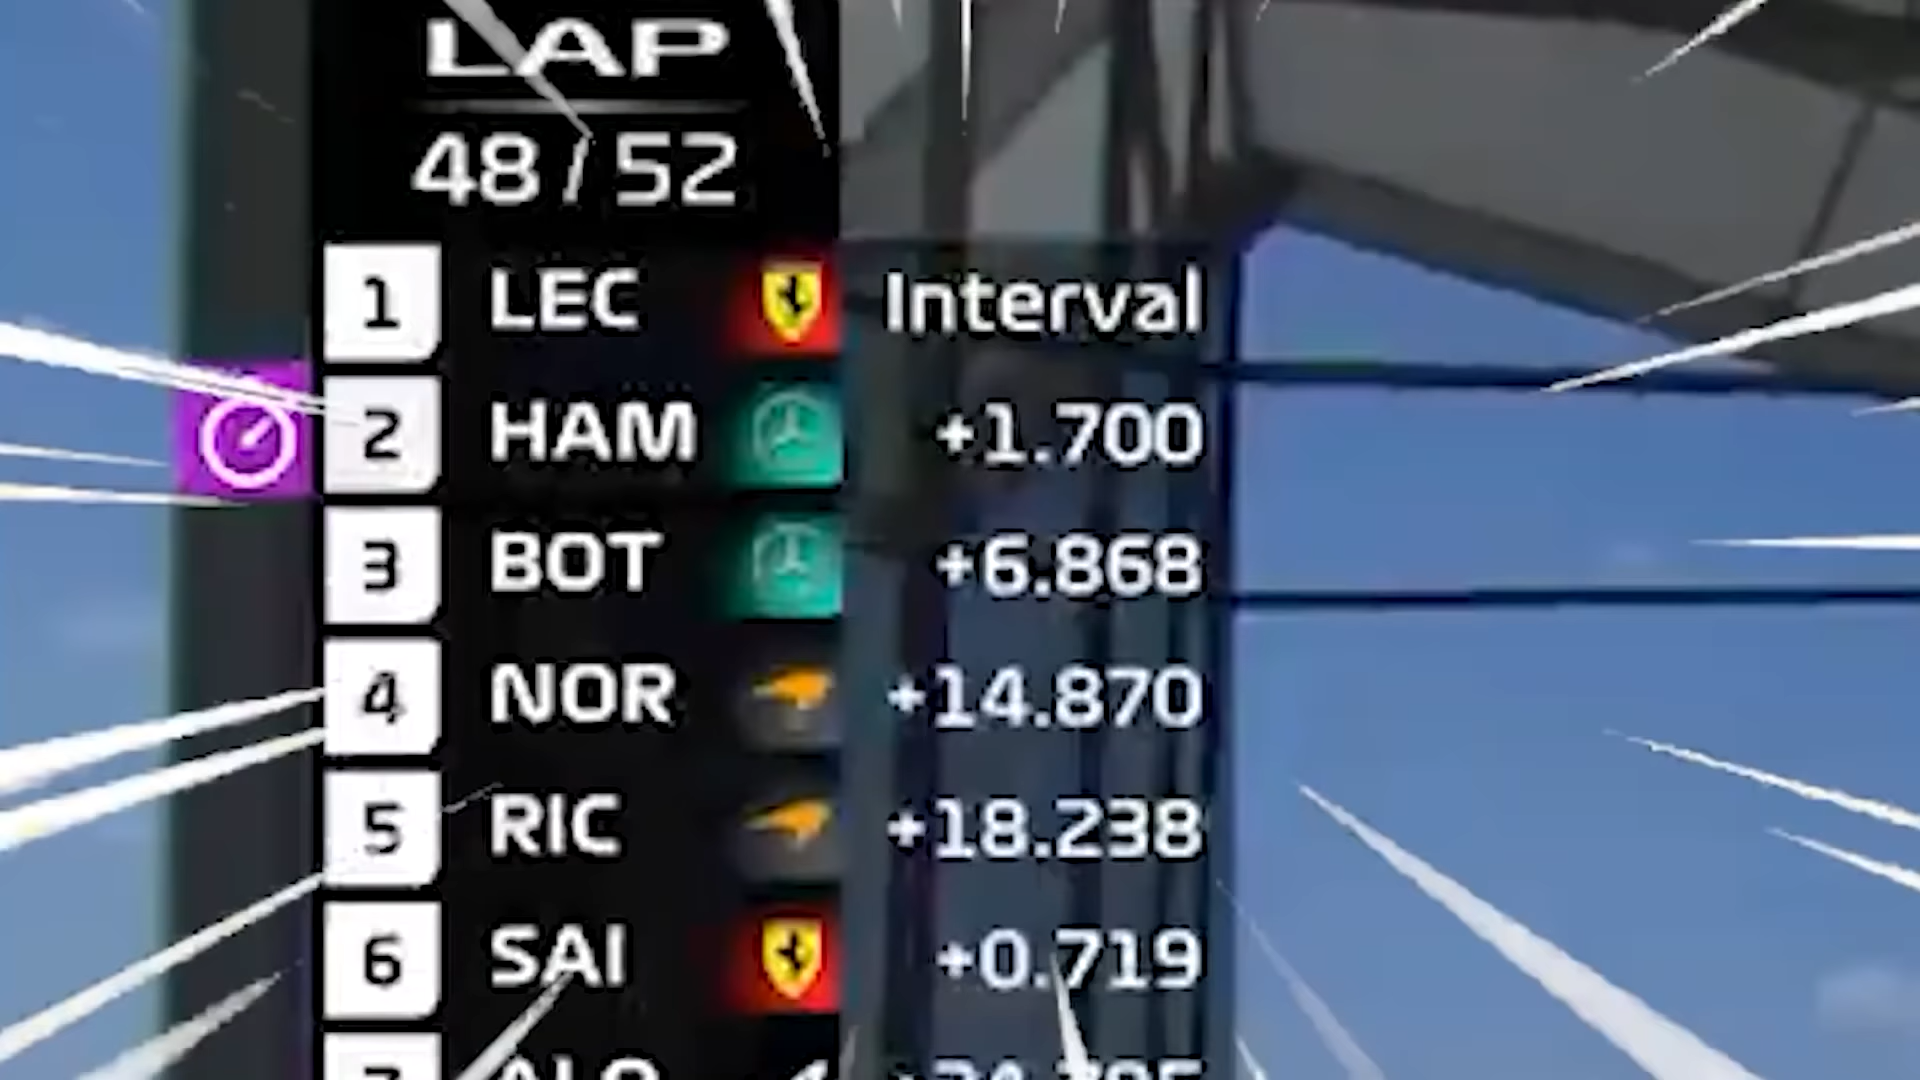 LAP
48 / 52
1 LEC Interval
2 HAM +1.700
3 BOT +6.868
4 NOR +14.870
5 RIC +18.238
6 SAI +0.719